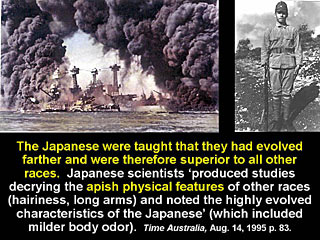 The Japanese were taught that they had evolved
farther and were therefore superior to all other
races. Japanese scientists ‘produced studies
decrying the apish physical features of other races
(hairiness, long arms) and noted the highly evolved
characteristics of the Japanese’ (which included
milder body odor). Time Australia, Aug. 14, 1995 p. 83.